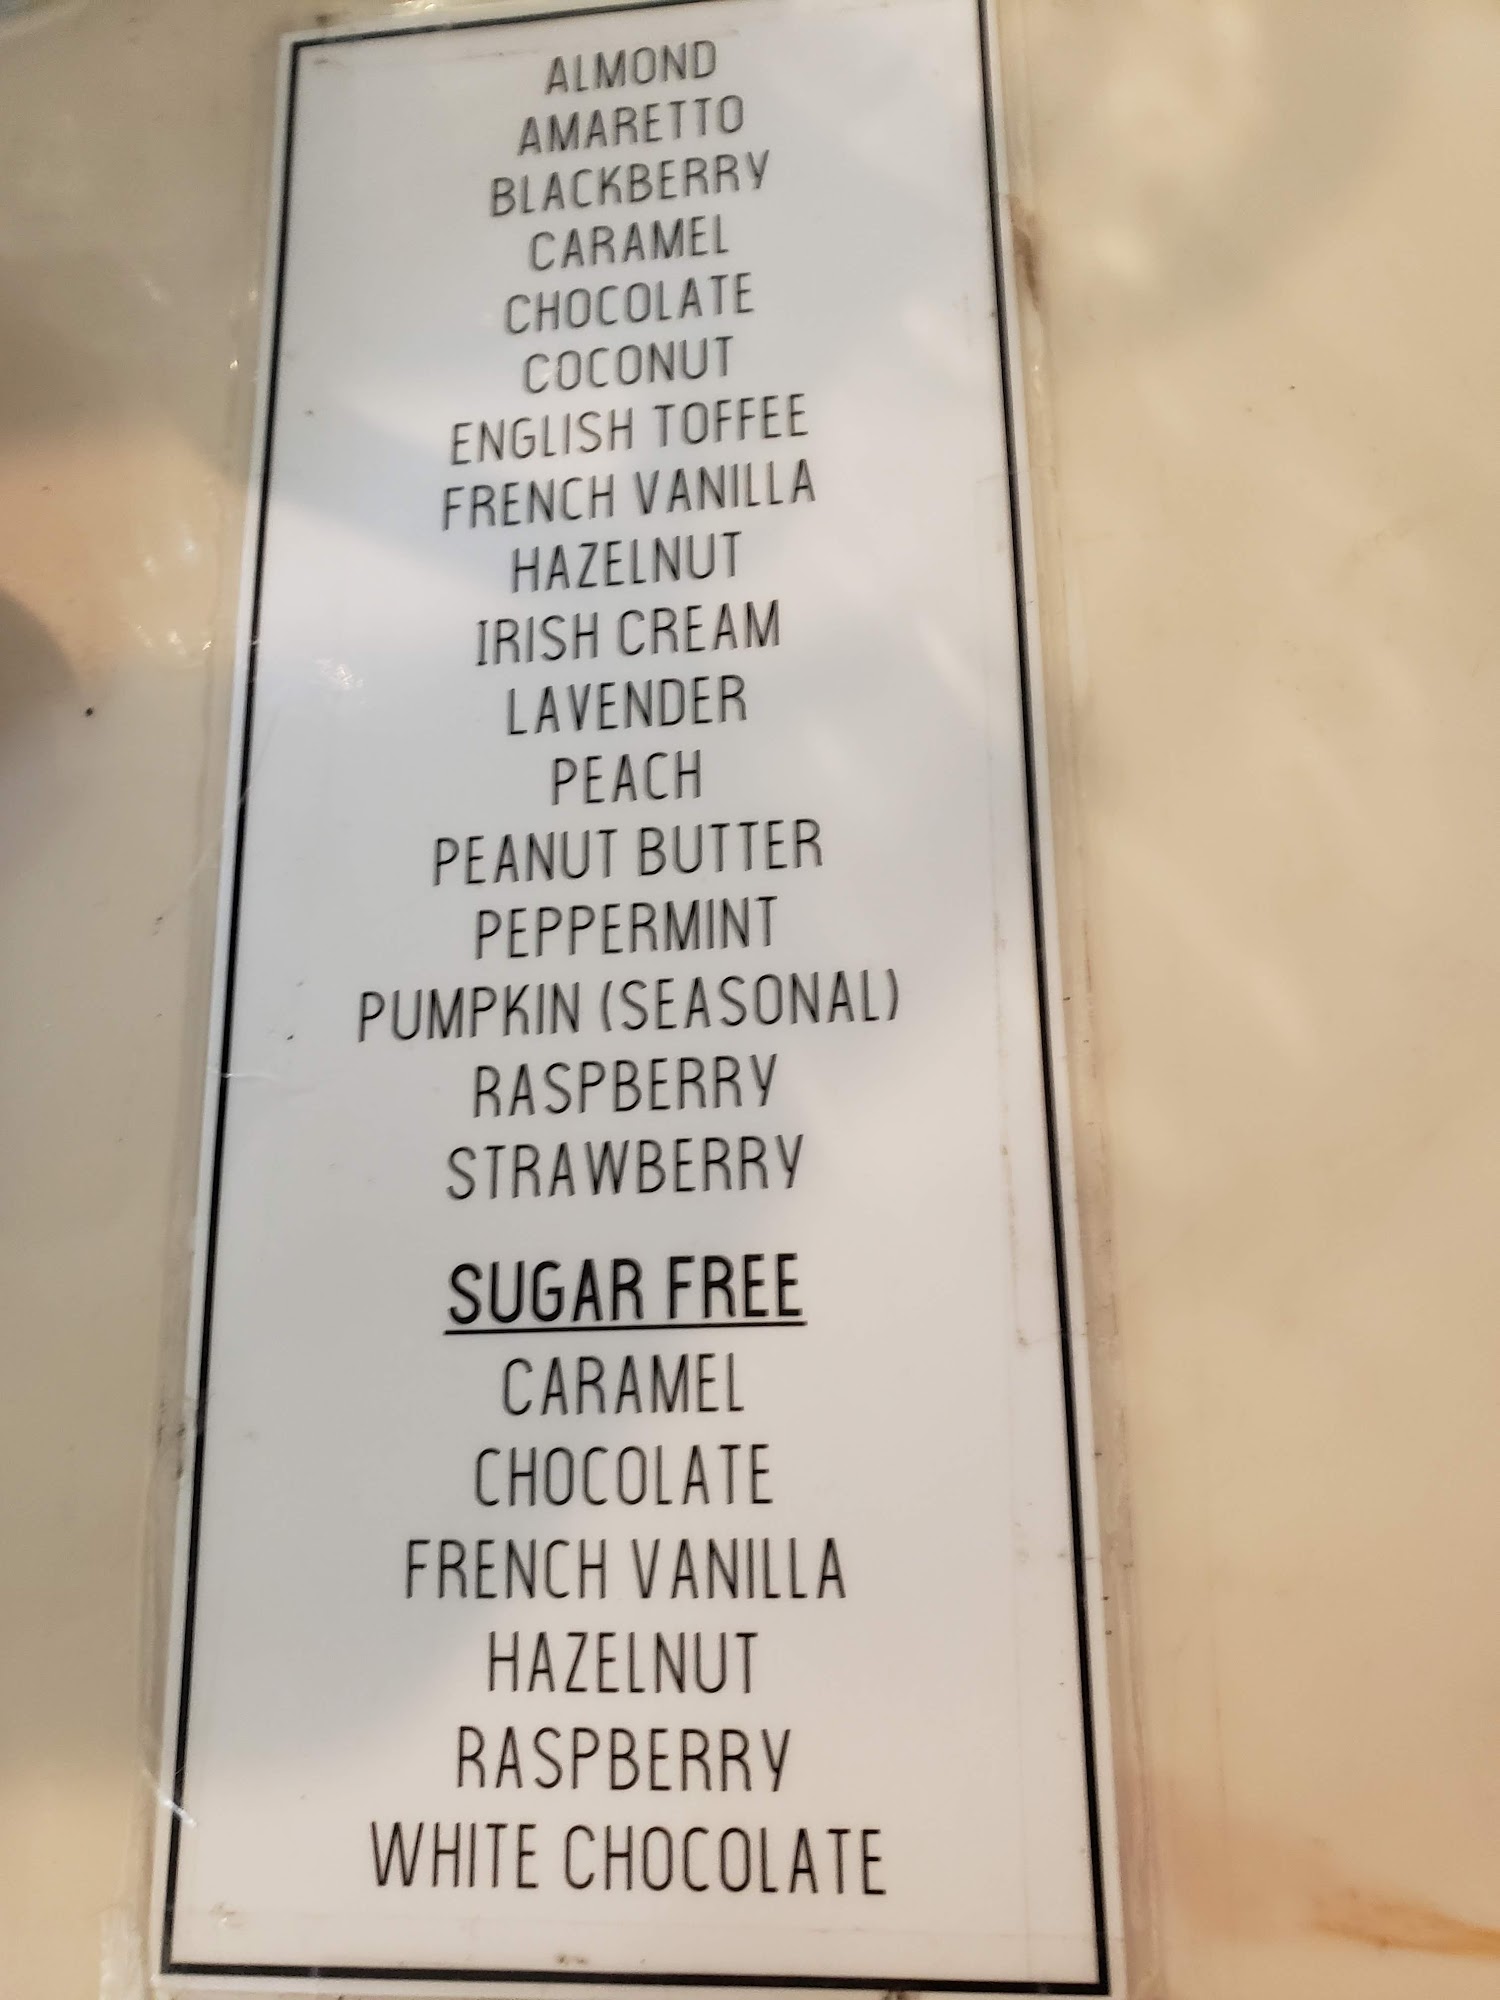 ALMOND
AMARETTO
BLACKBERRY
CARAMEL
CHOCOLATE
COCONUT
ENGLISH TOFFEE
FRENCH VANILLA
HAZELNUT
IRISH CREAM
LAVENDER
PEACH
PEANUT BUTTER
PEPPERMINT
PUMPKIN (SEASONAL)
RASPBERRY
STRAWBERRY
SUGAR FREE
CARAMEL
CHOCOLATE
FRENCH VANILLA
HAZELNUT
RASPBERRY
WHITE CHOCOLATE